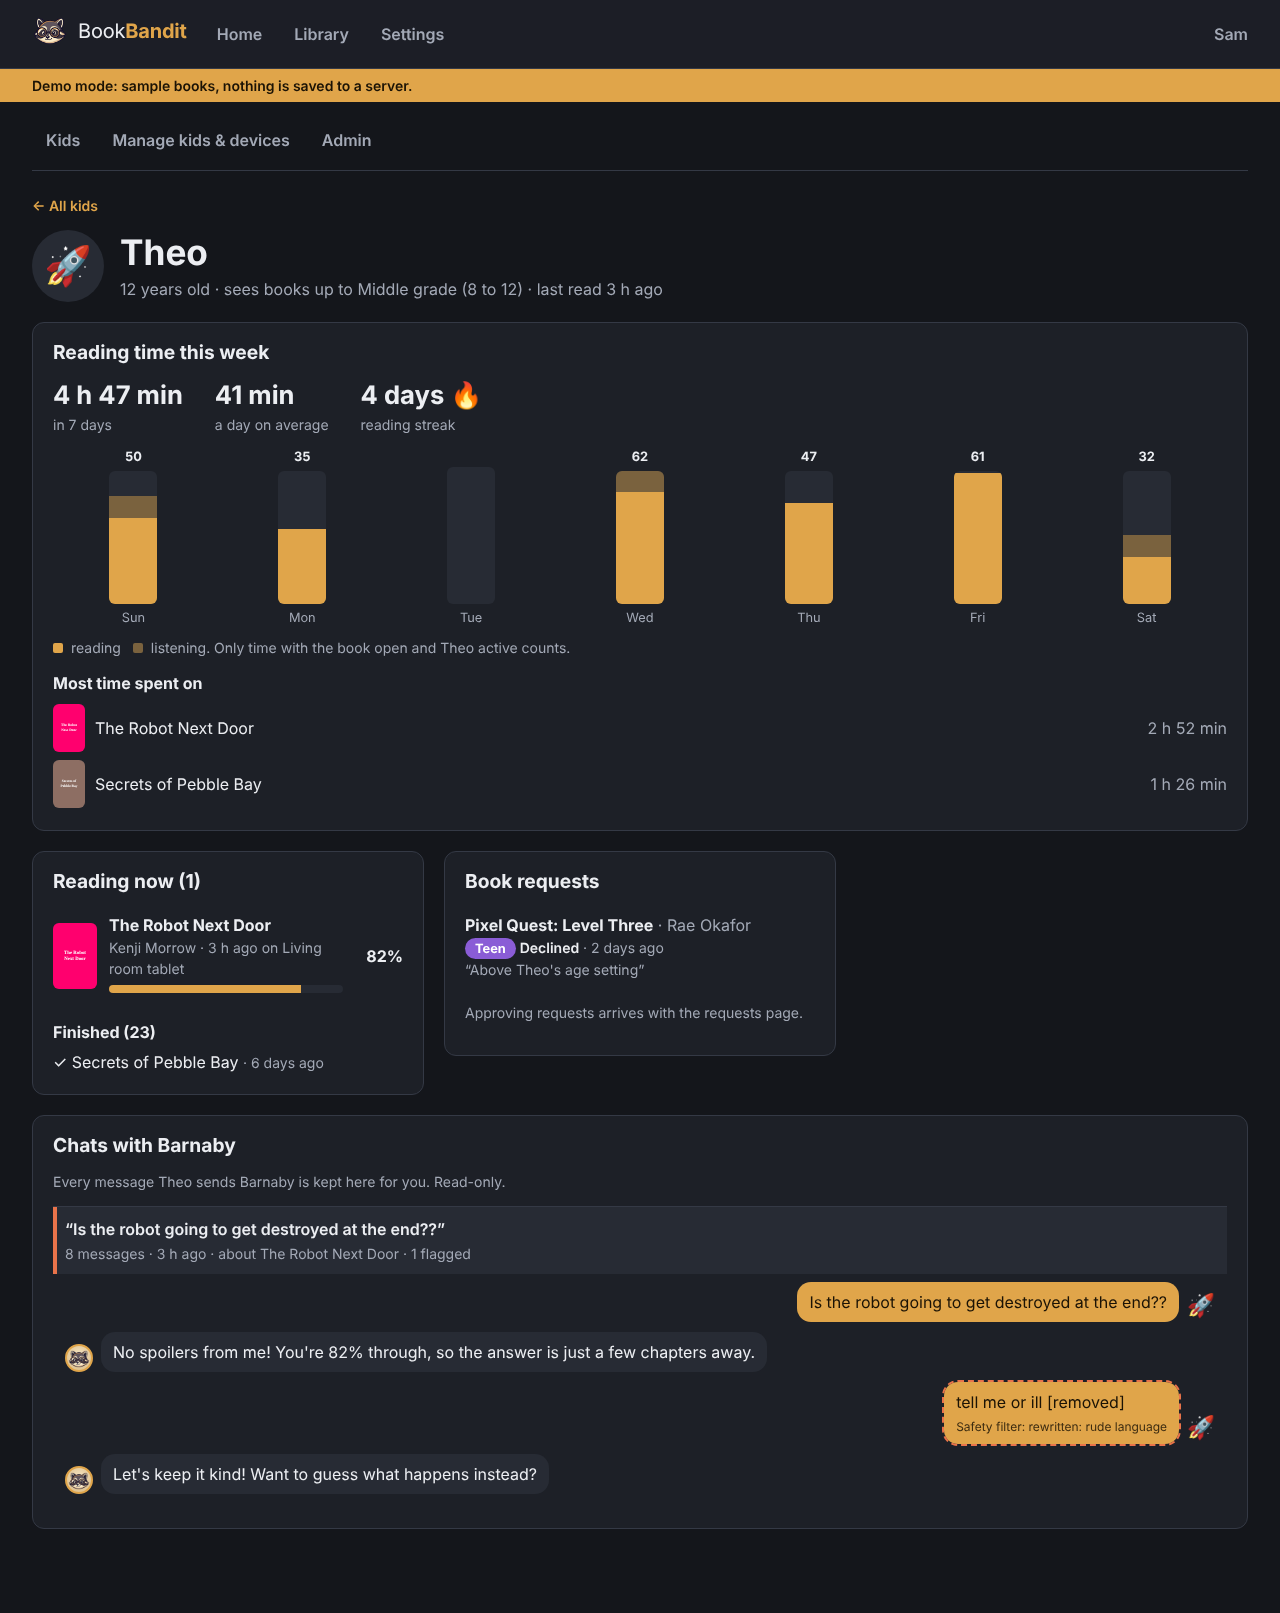 BookBandit
Home
Library
Settings
Sam
Demo mode: sample books, nothing is saved to a server.
Kids
Manage kids & devices
Admin
← All kids
Theo
12 years old · sees books up to Middle grade (8 to 12) · last read 3 h ago
Reading time this week
4 h 47 min
in 7 days
41 min
a day on average
4 days 🔥
reading streak
50
35
62
47
61
32
Sun
Mon
Tue
Wed
Thu
Fri
Sat
reading
listening. Only time with the book open and Theo active counts.
Most time spent on
The Robot
Next Door
The Robot Next Door
2 h 52 min
Secrets of
Pebble Bay
Secrets of Pebble Bay
1 h 26 min
Reading now (1)
The Robot
Next Door
The Robot Next Door
Kenji Morrow · 3 h ago on Living
room tablet
82%
Finished (23)
✓ Secrets of Pebble Bay · 6 days ago
Book requests
Pixel Quest: Level Three · Rae Okafor
Teen Declined · 2 days ago
“Above Theo's age setting”
Approving requests arrives with the requests page.
Chats with Barnaby
Every message Theo sends Barnaby is kept here for you. Read-only.
“Is the robot going to get destroyed at the end??”
8 messages · 3 h ago · about The Robot Next Door · 1 flagged
Is the robot going to get destroyed at the end??
No spoilers from me! You're 82% through, so the answer is just a few chapters away.
tell me or ill [removed]
Safety filter: rewritten: rude language
Let's keep it kind! Want to guess what happens instead?